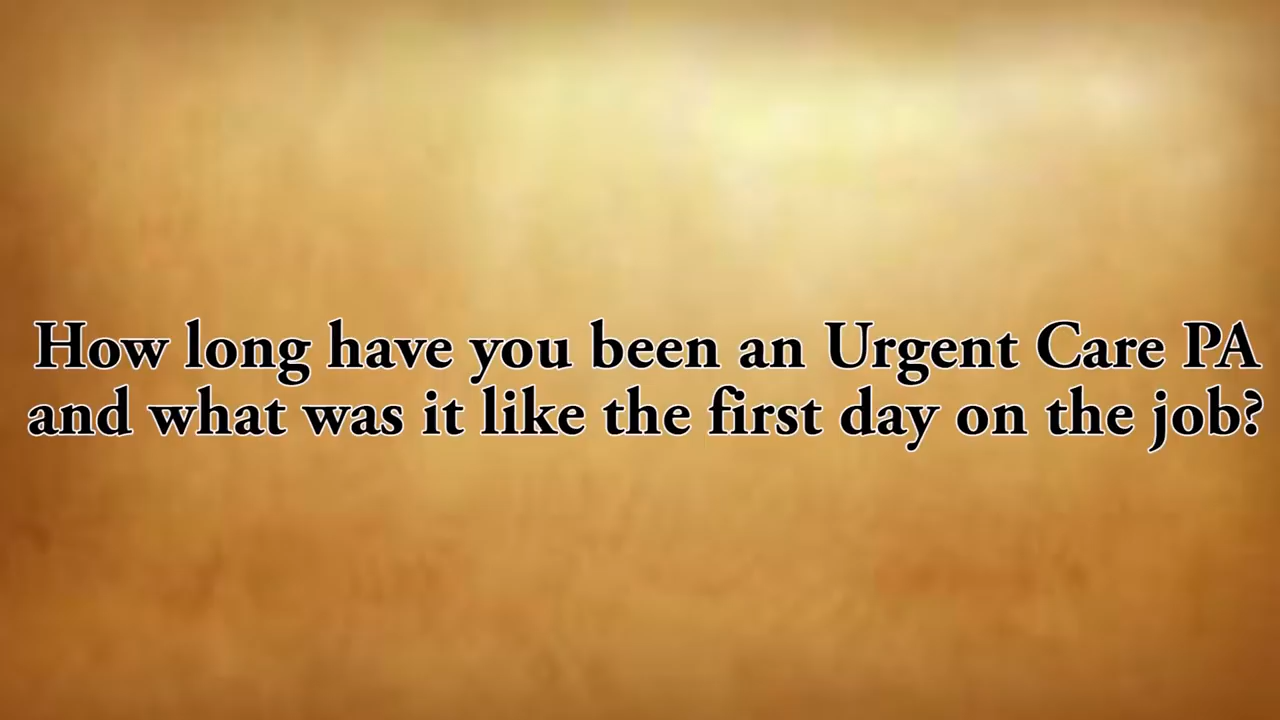 How long have you been an Urgent Care PA
and what was it like the first day on the job?